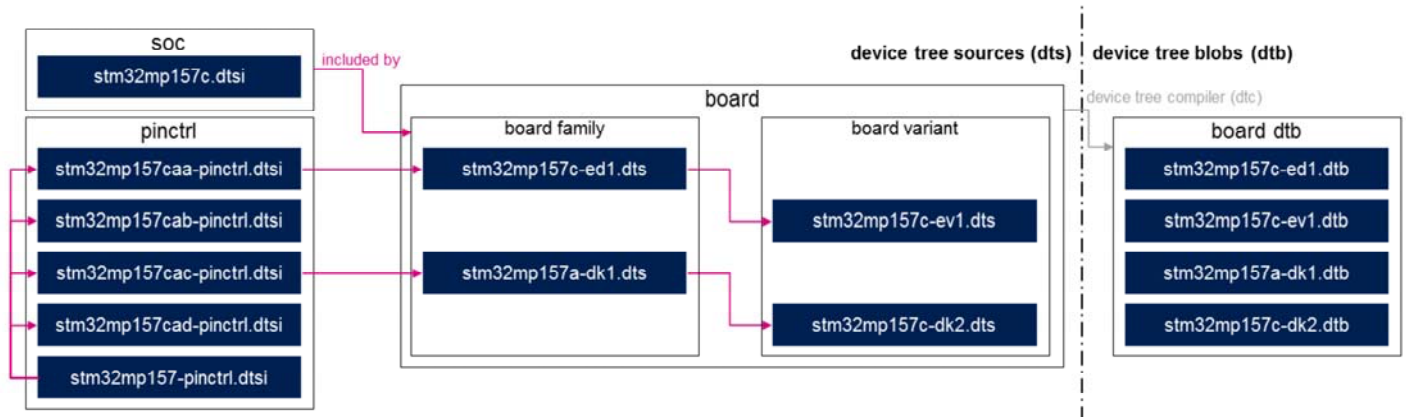 soc
stm32mp157c.dtsi
included by
device tree sources (dts)
device tree blobs (dtb)
pinctrl
stm32mp157caa-pinctrl.dtsi
stm32mp157cab-pinctrl.dtsi
stm32mp157cac-pinctrl.dtsi
stm32mp157cad-pinctrl.dtsi
stm32mp157-pinctrl.dtsi
board
board family
stm32mp157c-ed1.dts
stm32mp157a-dk1.dts
board variant
stm32mp157c-ev1.dts
stm32mp157c-dk2.dts
device tree compiler (dtc)
board dtb
stm32mp157c-ed1.dtb
stm32mp157c-ev1.dtb
stm32mp157a-dk1.dtb
stm32mp157c-dk2.dtb